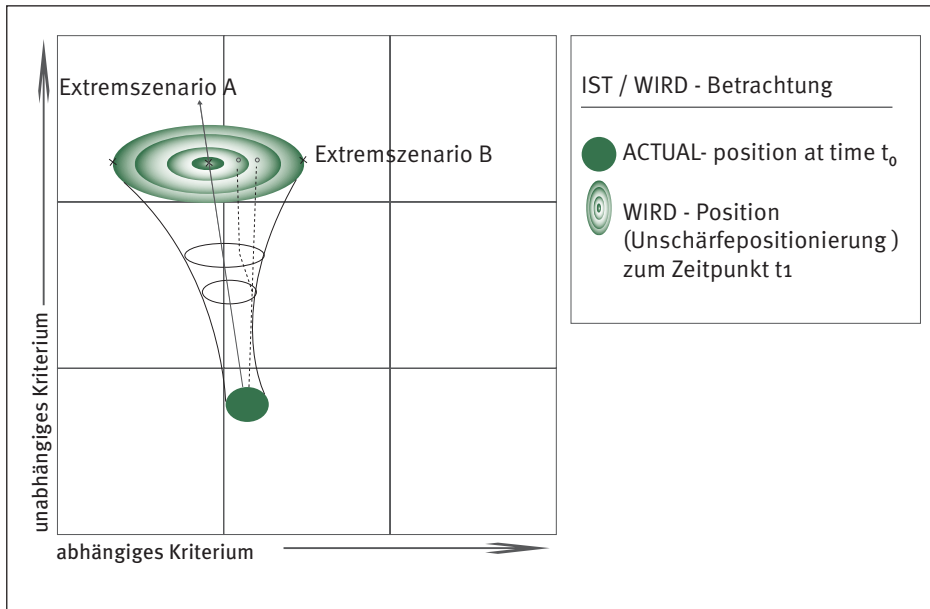 Extremszenario A
Extremszenario B
unabhängiges Kriterium
abhängiges Kriterium
IST / WIRD - Betrachtung
ACTUAL- position at time t₀
WIRD - Position
(Unschärfepositionierung )
zum Zeitpunkt t1